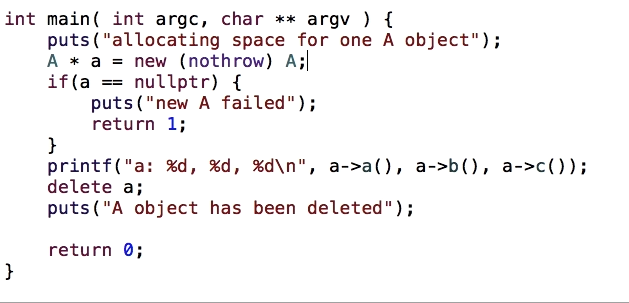 int main( int argc, char ** argv ) {
    puts("allocating space for one A object");
    A * a = new (nothrow) A;
    if(a == nullptr) {
        puts("new A failed");
        return 1;
    }
    printf("a: %d, %d, %d\n", a->a(), a->b(), a->c());
    delete a;
    puts("A object has been deleted");

    return 0;
}